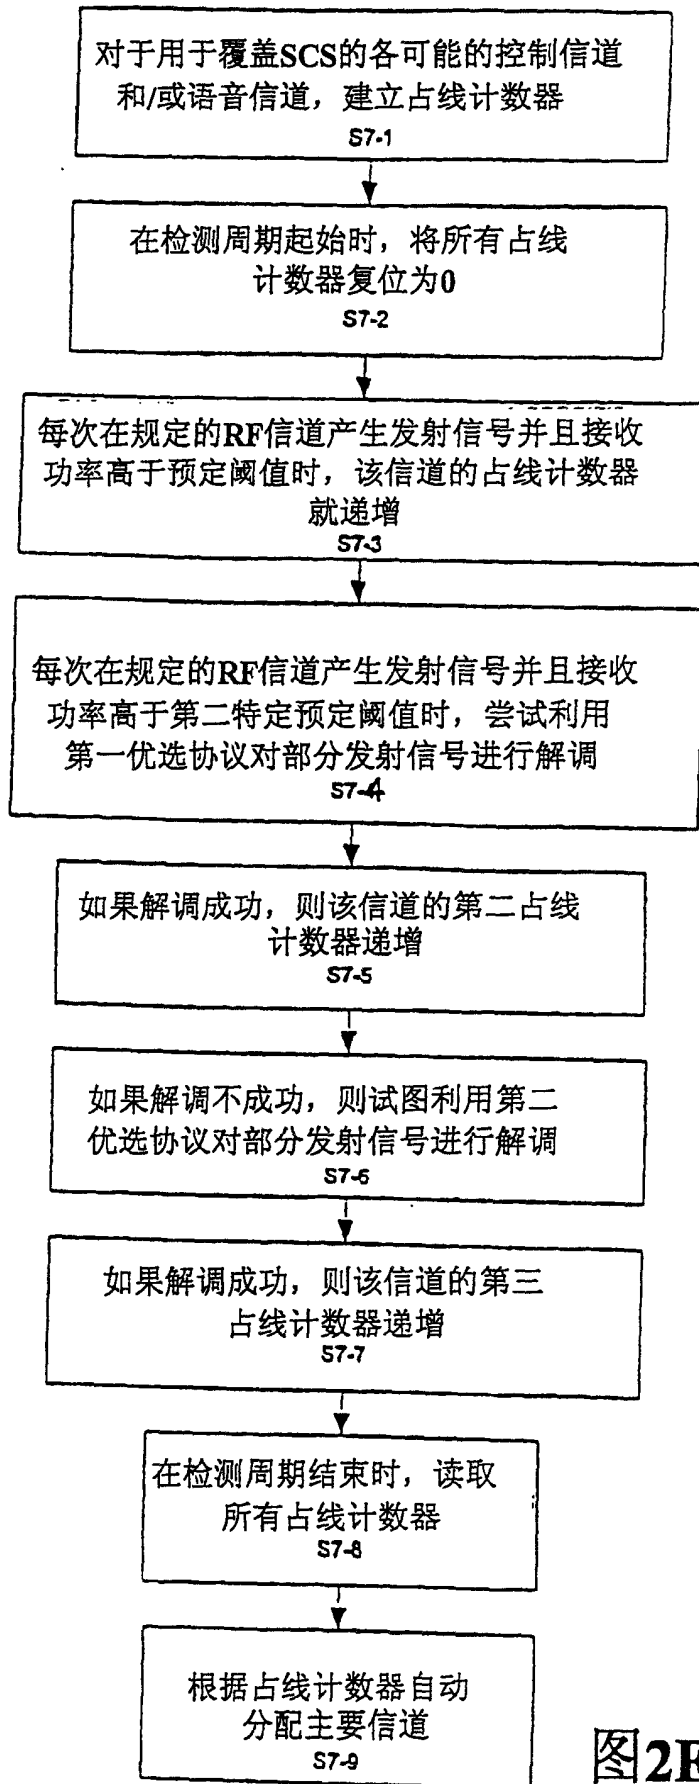 对于用于覆盖SCS的各可能的控制信道
和/或语音信道，建立占线计数器
S7-1
在检测周期起始时，将所有占线
计数器复位为0
S7-2
每次在规定的RF信道产生发射信号并且接收
功率高于预定阈值时，该信道的占线计数器
就递增
S7-3
每次在规定的RF信道产生发射信号并且接收
功率高于第二特定预定阈值时，尝试利用
第一优选协议对部分发射信号进行解调
S7-4
如果解调成功，则该信道的第二占线
计数器递增
S7-5
如果解调不成功，则试图利用第二
优选协议对部分发射信号进行解调
S7-6
如果解调成功，则该信道的第三
占线计数器递增
S7-7
在检测周期结束时，读取
所有占线计数器
S7-8
根据占线计数器自动
分配主要信道
S7-9